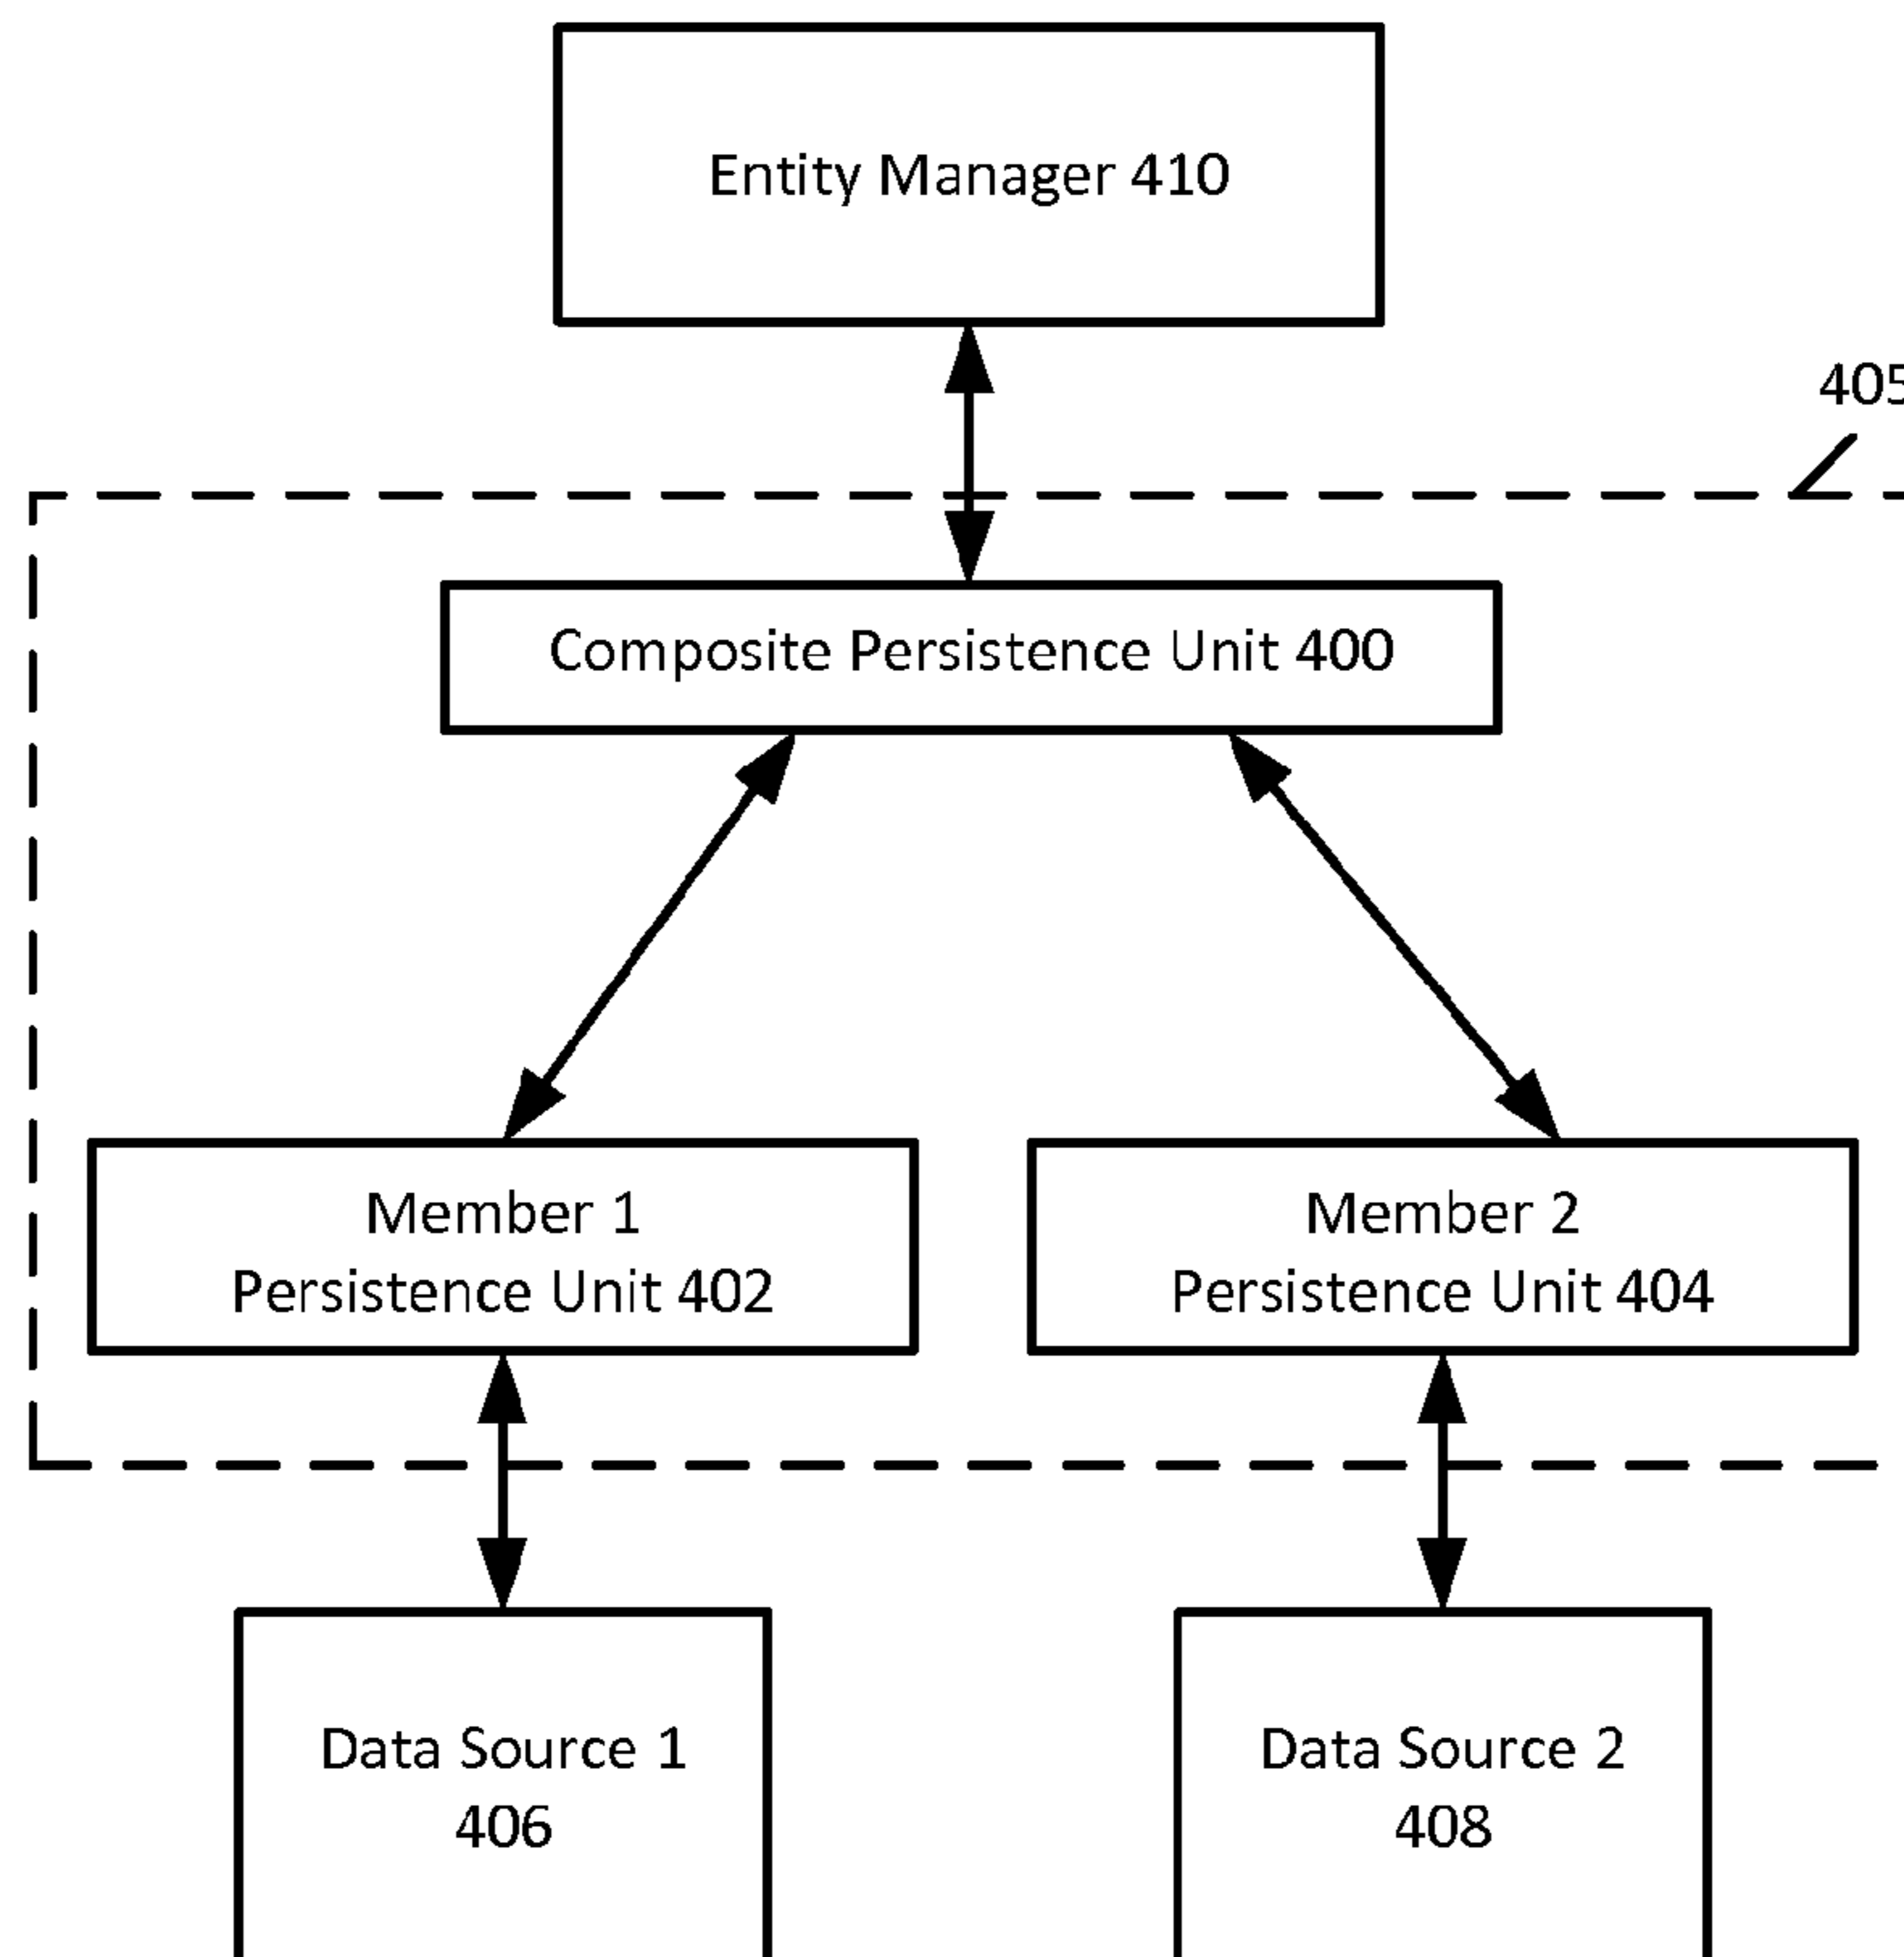 Entity Manager 410
405
Composite Persistence Unit 400
Member 1
Persistence Unit 402
Member 2
Persistence Unit 404
Data Source 1
406
Data Source 2
408